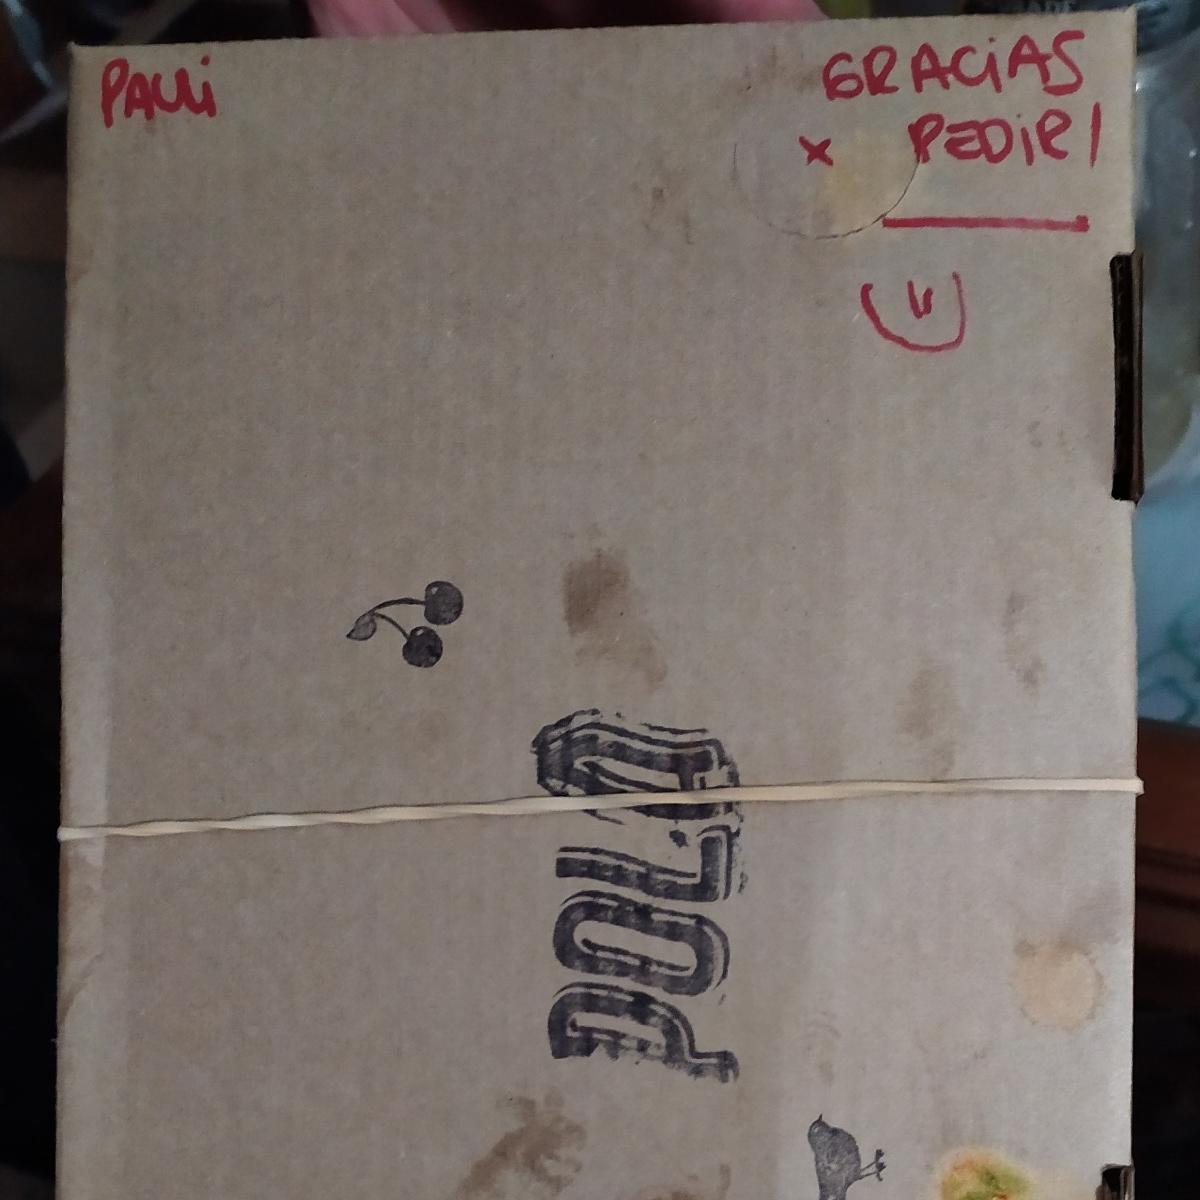 PAUli
GRACiAS
x PEDiR!
POLO